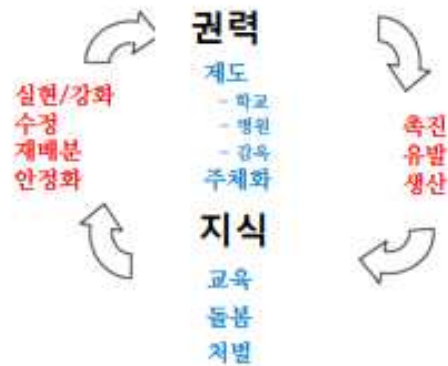 권력
제도
- 학교
- 병원
- 감옥
주체화
실현/강화
수정
재배분
안정화
촉진
유발
생산
지식
교육
돌봄
처벌